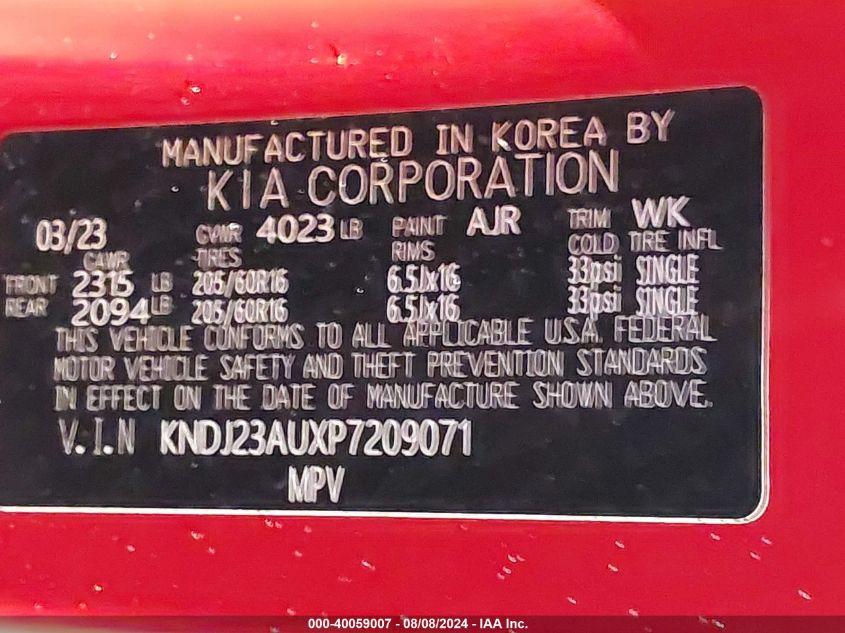 MANUFACTURED IN KOREA BY
KIA CORPORATION
03/23 GVWR 4023 LB PAINT AJR TRIM WK
GAWR TIRES RIMS COLD TIRE INFL
FRONT 2315 LB 205/60R16 6.5Jx16 33psi SINGLE
REAR 2094 LB 205/60R16 6.5Jx16 33psi SINGLE
THIS VEHICLE CONFORMS TO ALL APPLICABLE U.S.A. FEDERAL
MOTOR VEHICLE SAFETY AND THEFT PREVENTION STANDARDS
IN EFFECT ON THE DATE OF MANUFACTURE SHOWN ABOVE.
V.I.N KNDJ23AUXP7209071
MPV
000-40059007 - 08/08/2024 - IAA Inc.